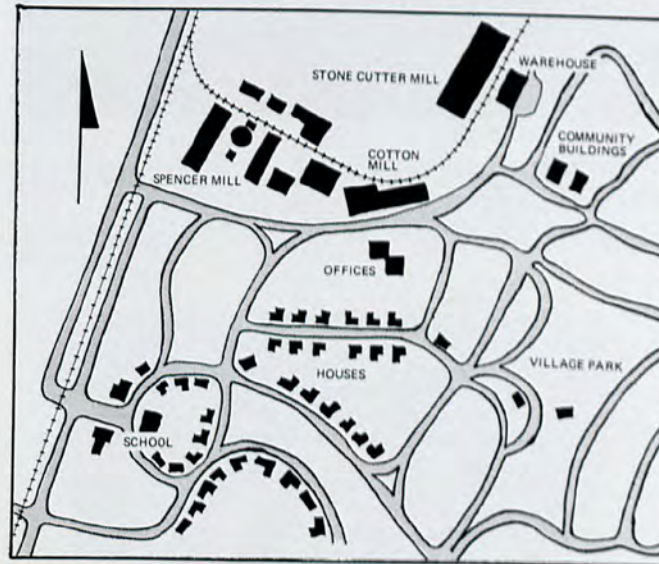 STONE CUTTER MILL
WAREHOUSE
COMMUNITY
BUILDINGS
COTTON
MILL
SPENCER MILL
OFFICES
HOUSES
VILLAGE PARK
SCHOOL